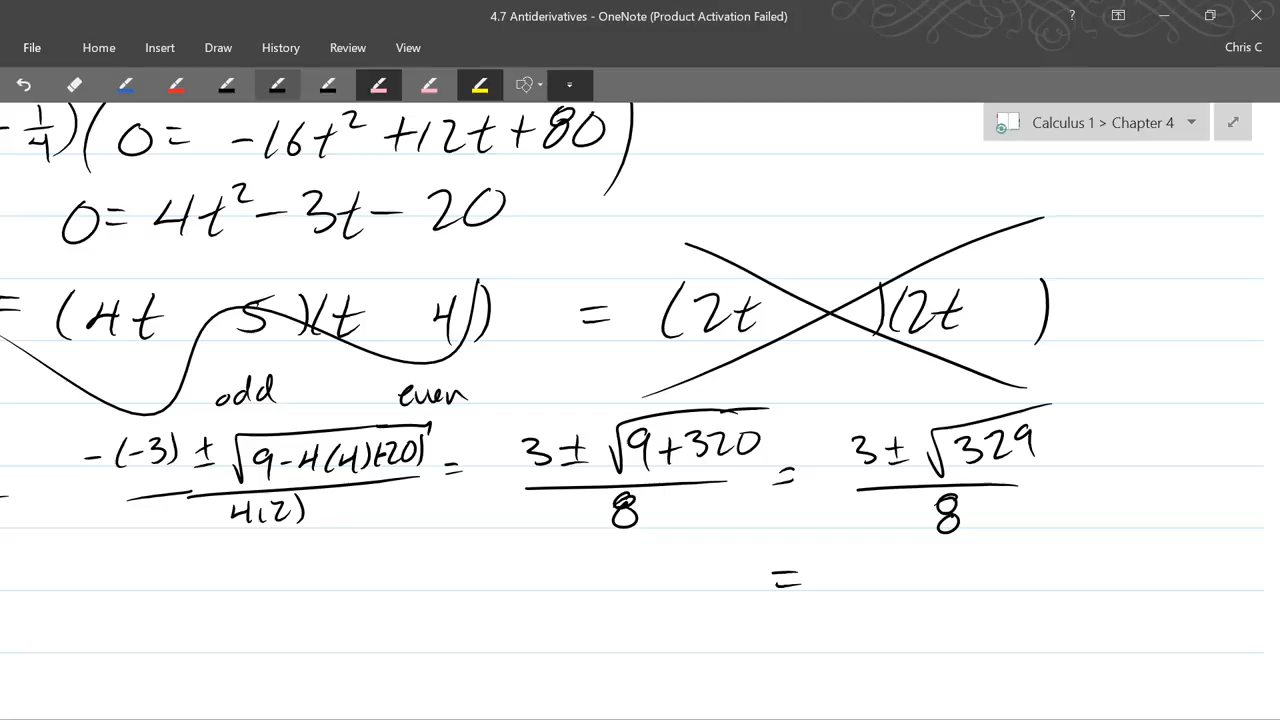 4.7 Antiderivatives - OneNote (Product Activation Failed)
?
File Home Insert Draw History Review View Chris C
Calculus 1 > Chapter 4
- 1/4)( 0 = -16t² + 12t + 80 )
0 = 4t² - 3t - 20
= (4t 5)(t 4) = (2t )(2t )
odd even
-(-3) ± √9-4(4)(-20) / 4(2) = 3 ± √9+320 / 8 = 3 ± √329 / 8
=